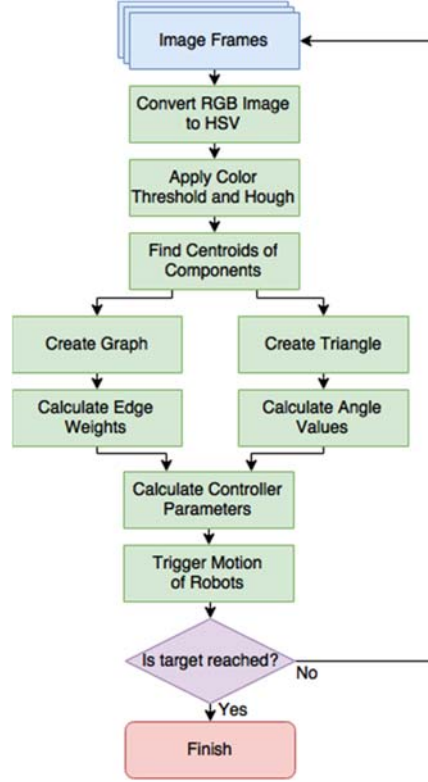 Image Frames
Convert RGB Image
to HSV
Apply Color
Threshold and Hough
Find Centroids of
Components
Create Graph
Create Triangle
Calculate Edge
Weights
Calculate Angle
Values
Calculate Controller
Parameters
Trigger Motion
of Robots
Is target reached?
No
Yes
Finish